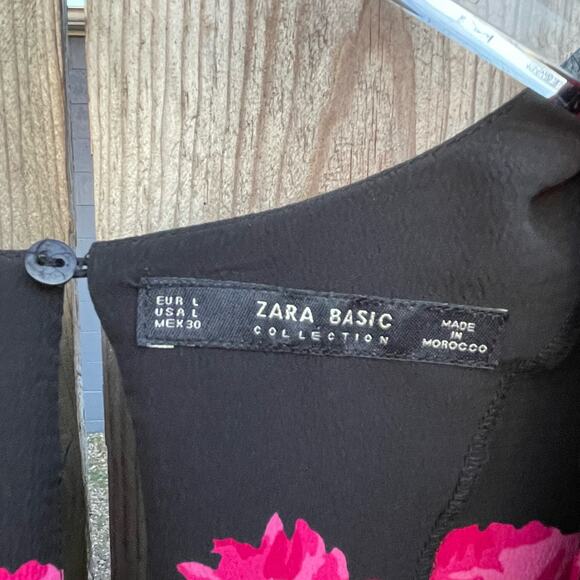 EUR L
USA L
MEX 30
ZARA BASIC
COLLECTION
MADE
IN
MOROCCO